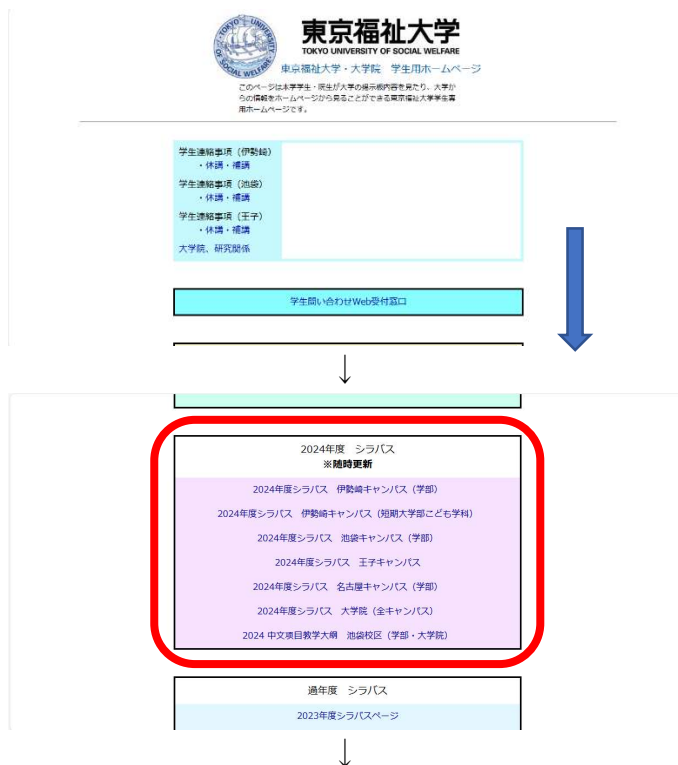 東京福祉大学
TOKYO UNIVERSITY OF SOCIAL WELFARE
東京福祉大学・大学院 学生用ホームページ
このページは本学学生・院生が大学の掲示板内容を見たり、大学か
らの情報をホームページから見ることができる東京福祉大学学生専
用ホームページです。
学生連絡事項（伊勢崎）
・休講・補講
学生連絡事項（池袋）
・休講・補講
学生連絡事項（王子）
・休講・補講
大学院、研究関係
学生問い合わせWeb受付窓口
↓
2024年度 シラバス
※随時更新
2024年度シラバス 伊勢崎キャンパス（学部）
2024年度シラバス 伊勢崎キャンパス（短期大学部こども学科）
2024年度シラバス 池袋キャンパス（学部）
2024年度シラバス 王子キャンパス
2024年度シラバス 名古屋キャンパス（学部）
2024年度シラバス 大学院（全キャンパス）
2024 中文项目教学大纲 池袋校区（学部・大学院）
過年度 シラバス
2023年度シラバスページ
↓